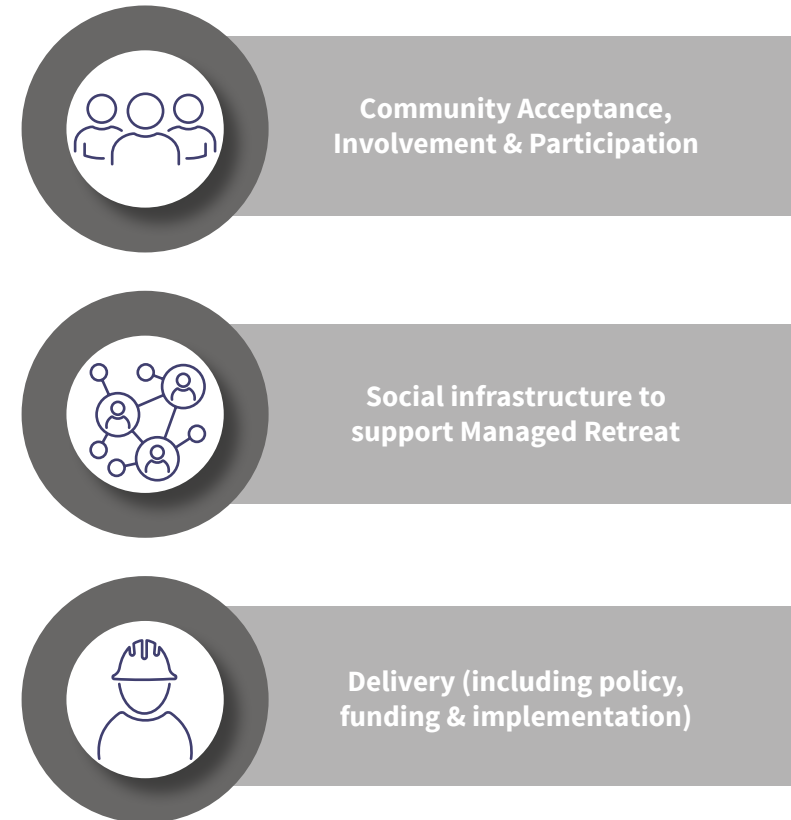 Community Acceptance,
Involvement & Participation
Social infrastructure to
support Managed Retreat
Delivery (including policy,
funding & implementation)